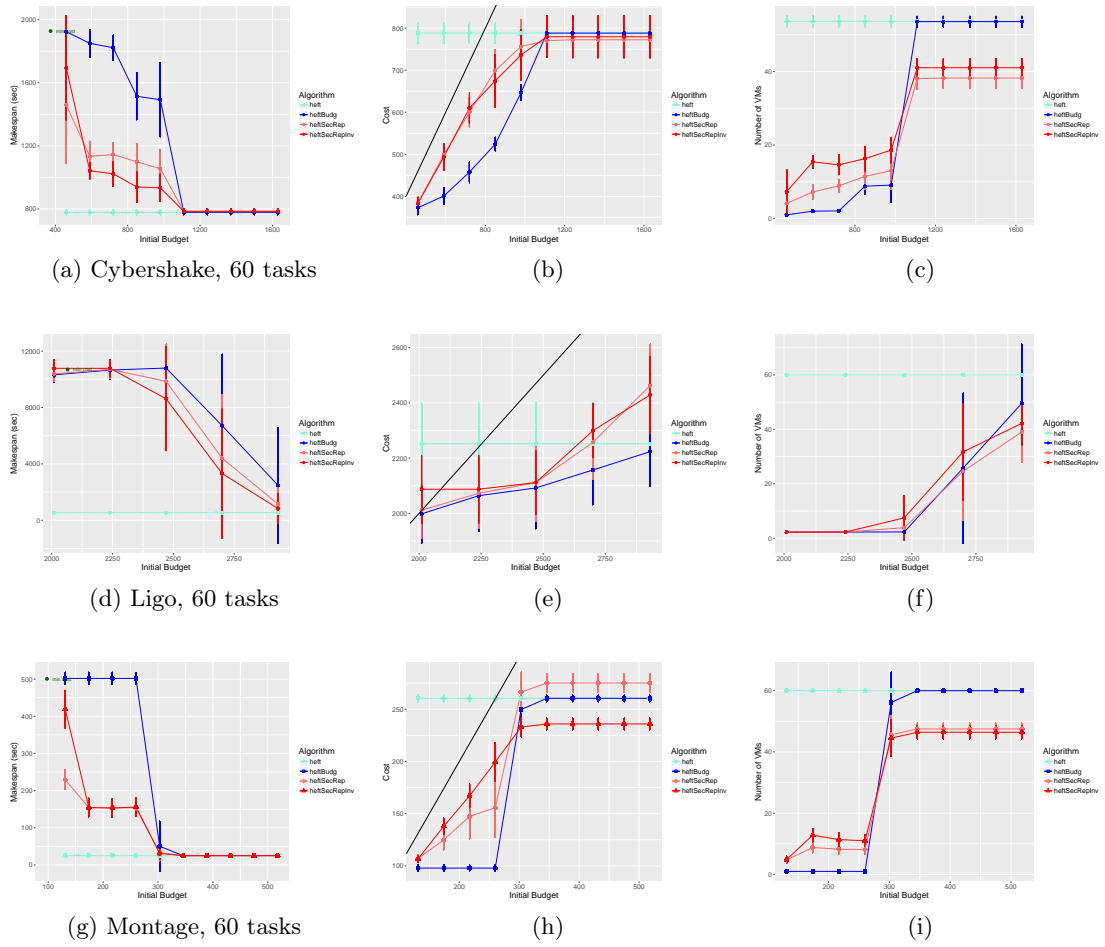 2000
1600
1200
800
400
800
1200
1600
Makespan (sec)
Initial Budget
Algorithm
heft
heftBudg
heftSecRep
heftSecRepInv
(a) Cybershake, 60 tasks
800
700
600
500
400
800
1200
1600
Cost
Initial Budget
Algorithm
heft
heftBudg
heftSecRep
heftSecRepInv
(b)
40
20
0
800
1200
1600
Number of VMs
Initial Budget
Algorithm
heft
heftBudg
heftSecRep
heftSecRepInv
(c)
12000
8000
4000
0
2000
2250
2500
2750
Makespan (sec)
Initial Budget
Algorithm
heft
heftBudg
heftSecRep
heftSecRepInv
(d) Ligo, 60 tasks
2600
2400
2200
2000
2000
2250
2500
2750
Cost
Initial Budget
Algorithm
heft
heftBudg
heftSecRep
heftSecRepInv
(e)
60
40
20
0
2000
2250
2500
2750
Number of VMs
Initial Budget
Algorithm
heft
heftBudg
heftSecRep
heftSecRepInv
(f)
500
400
300
200
100
0
100
200
300
400
500
Makespan (sec)
Initial Budget
Algorithm
heft
heftBudg
heftSecRep
heftSecRepInv
(g) Montage, 60 tasks
250
200
150
100
200
300
400
500
Cost
Initial Budget
Algorithm
heft
heftBudg
heftSecRep
heftSecRepInv
(h)
60
40
20
0
200
300
400
500
Number of VMs
Initial Budget
Algorithm
heft
heftBudg
heftSecRep
heftSecRepInv
(i)